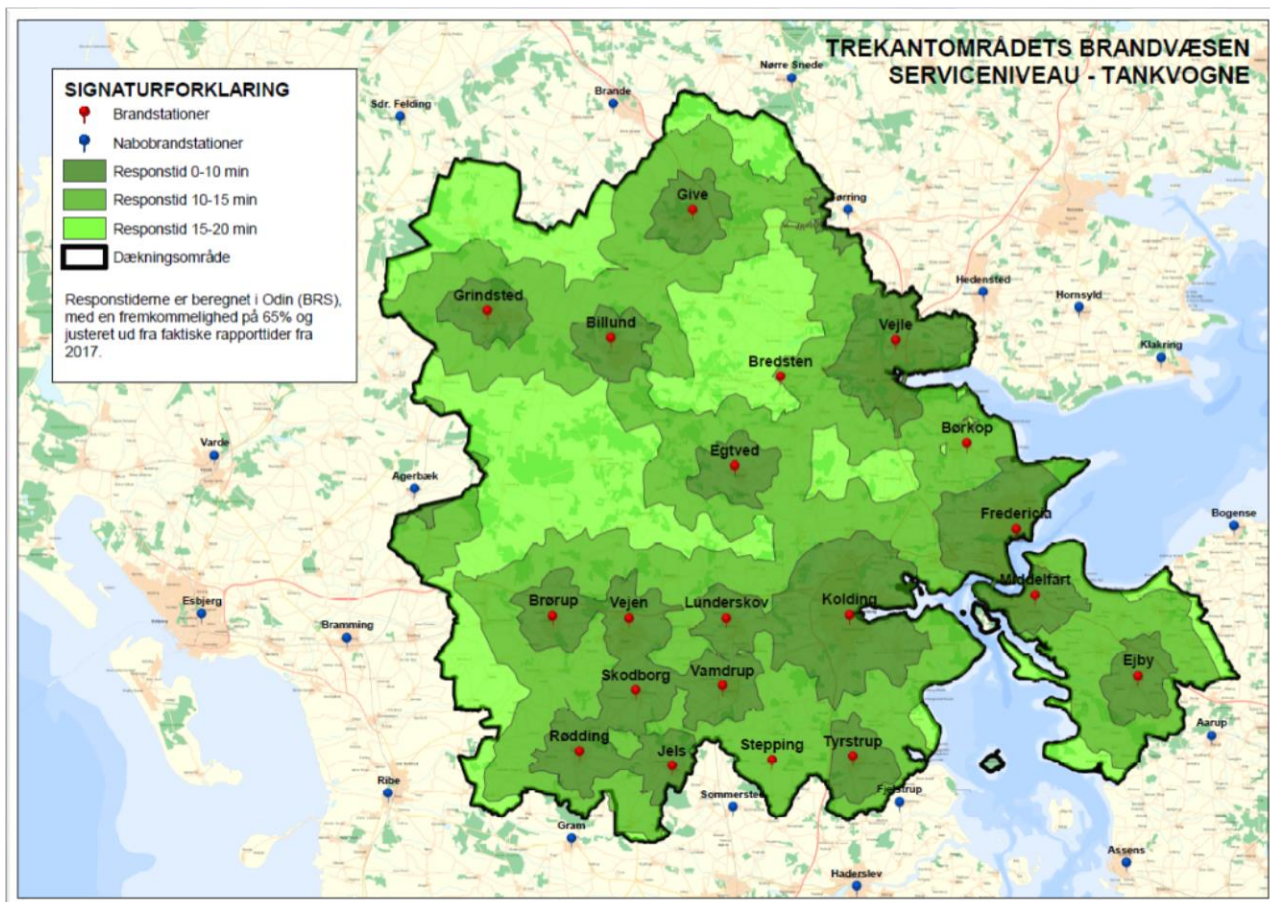 TREKANTOMRÅDETS BRANDVÆSEN
SERVICENIVEAU - TANKVOGNE
SIGNATURFORKLARING
Brandstationer
Nabobrandstationer
Responstid 0-10 min
Responstid 10-15 min
Responstid 15-20 min
Dækningsområde
Responstiderne er beregnet i Odin (BRS),
med en fremkommelighed på 65% og
justeret ud fra faktiske rapporttider fra
2017.
Nørre Snede
Brande
Sdr. Felding
Give
Hedensted
Hornsyld
Grindsted
Billund
Vejle
Klakring
Bredsten
Børkop
Varde
Egtved
Agerbæk
Fredericia
Bogense
Middelfart
Esbjerg
Brørup
Vejen
Lunderskov
Kolding
Bramming
Ejby
Skodborg
Vamdrup
Aarup
Rødding
Jels
Stepping
Tyrstrup
Ribe
Gram
Assens
Haderslev